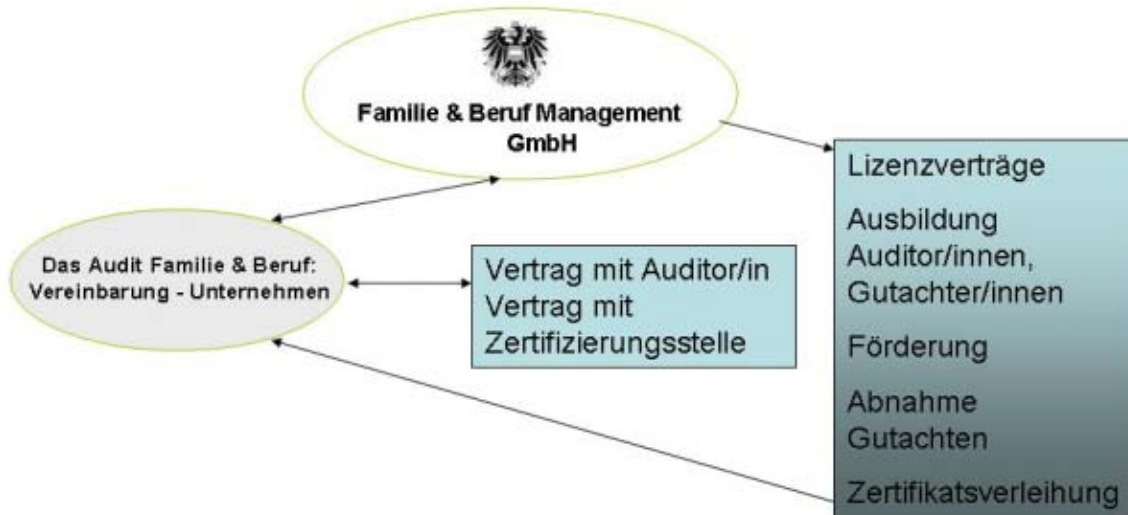 Familie & Beruf Management
GmbH
Das Audit Familie & Beruf:
Vereinbarung - Unternehmen
Vertrag mit Auditor/in
Vertrag mit
Zertifizierungsstelle
Lizenzverträge
Ausbildung
Auditor/innen,
Gutachter/innen
Förderung
Abnahme
Gutachten
Zertifikatsverleihung